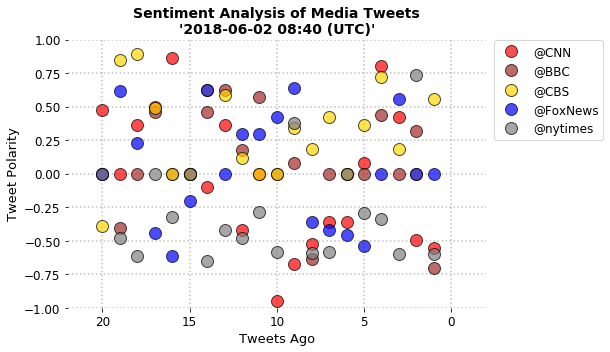 Sentiment Analysis of Media Tweets
'2018-06-02 08:40 (UTC)'
1.00
0.75
0.50
0.25
0.00
−0.25
−0.50
−0.75
−1.00
Tweet Polarity
20 15 10 5 0
Tweets Ago
@CNN
@BBC
@CBS
@FoxNews
@nytimes